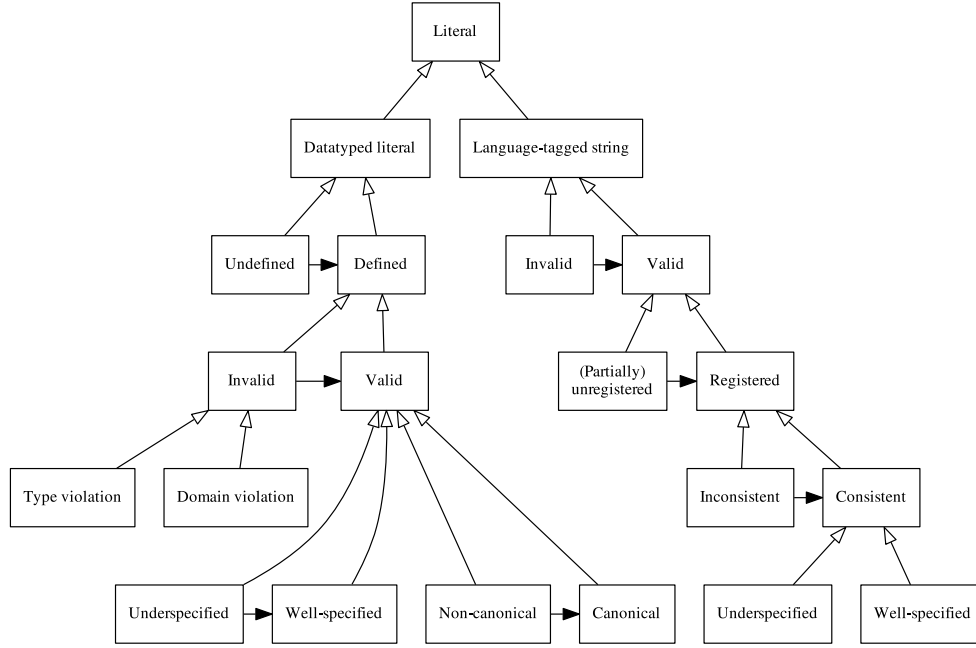 Literal
Datatyped literal
Language-tagged string
Undefined
Defined
Invalid
Valid
Invalid
Valid
(Partially)
unregistered
Registered
Type violation
Domain violation
Inconsistent
Consistent
Underspecified
Well-specified
Non-canonical
Canonical
Underspecified
Well-specified